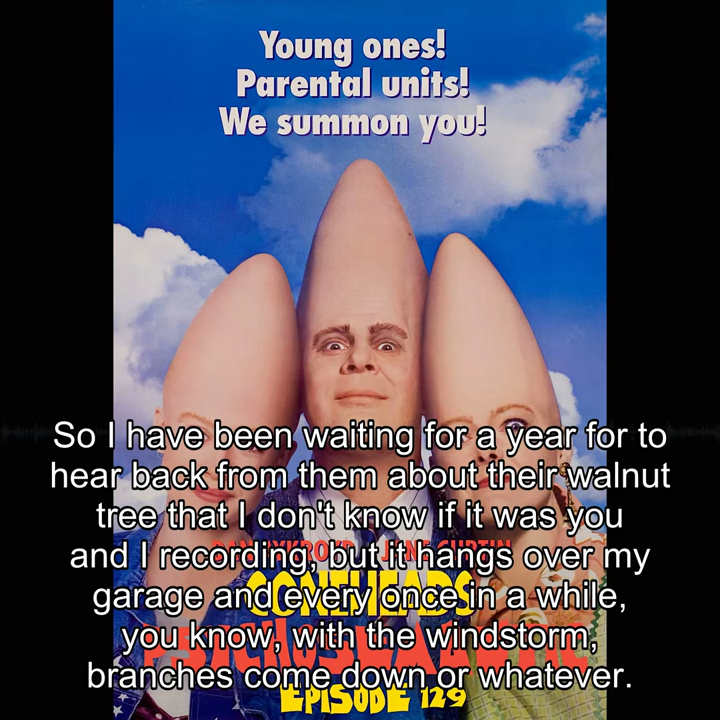 Young ones!
Parental units!
We summon you!
So I have been waiting for a year for to
hear back from them about their walnut
tree that I don't know if it was you
and I recording, but it hangs over my
garage and every once in a while,
you know, with the windstorm,
branches come down or whatever.
CONEHEADS
EPISODE 129